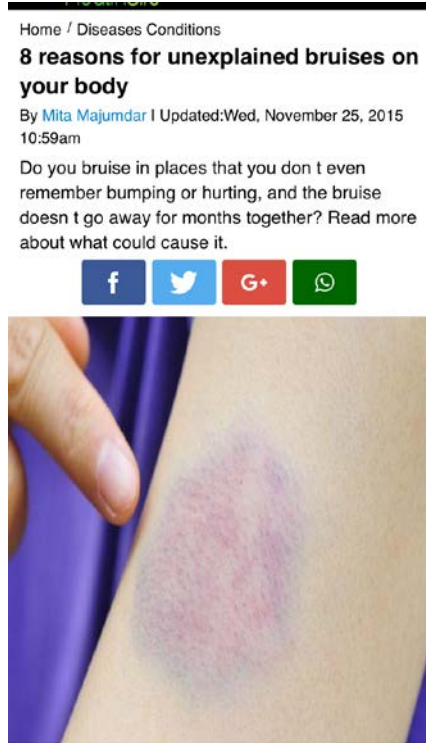 Home / Diseases Conditions
8 reasons for unexplained bruises on
your body
By Mita Majumdar I Updated:Wed, November 25, 2015
10:59am
Do you bruise in places that you don t even
remember bumping or hurting, and the bruise
doesn t go away for months together? Read more
about what could cause it.
f G+